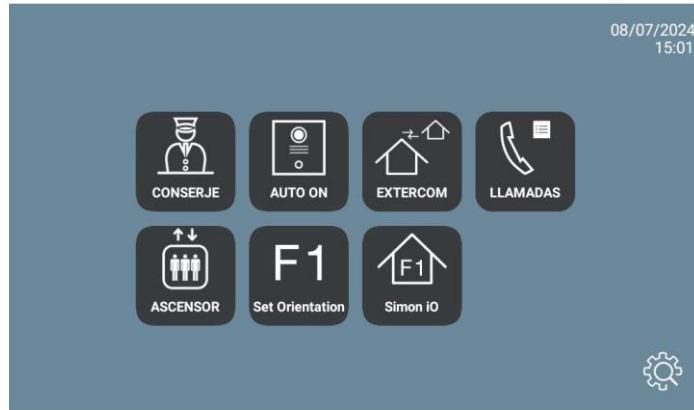 08/07/2024
15:01
CONSERJE
AUTO ON
EXTERCOM
LLAMADAS
ASCENSOR
F1
Set Orientation
F1
Simon iO